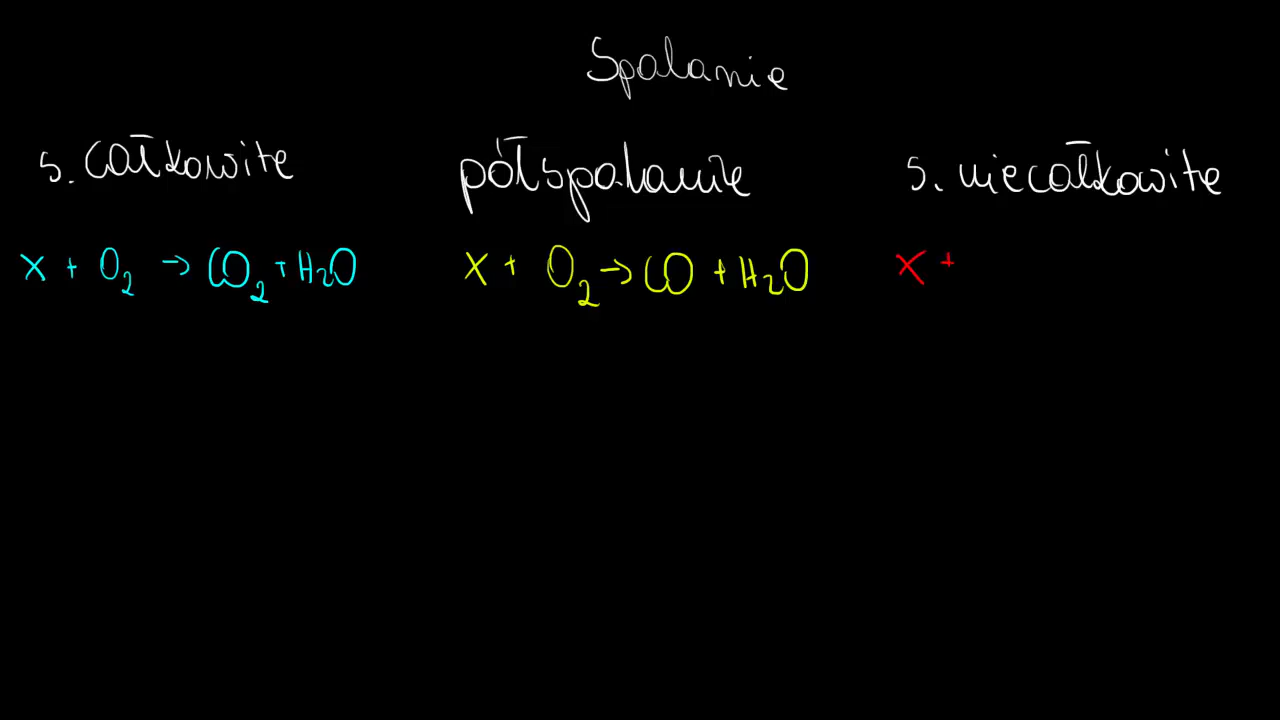 Spalanie
s. całkowite
półspalanie
s. niecałkowite
X + O₂ → CO₂ + H₂O
X + O₂ → CO + H₂O
X +